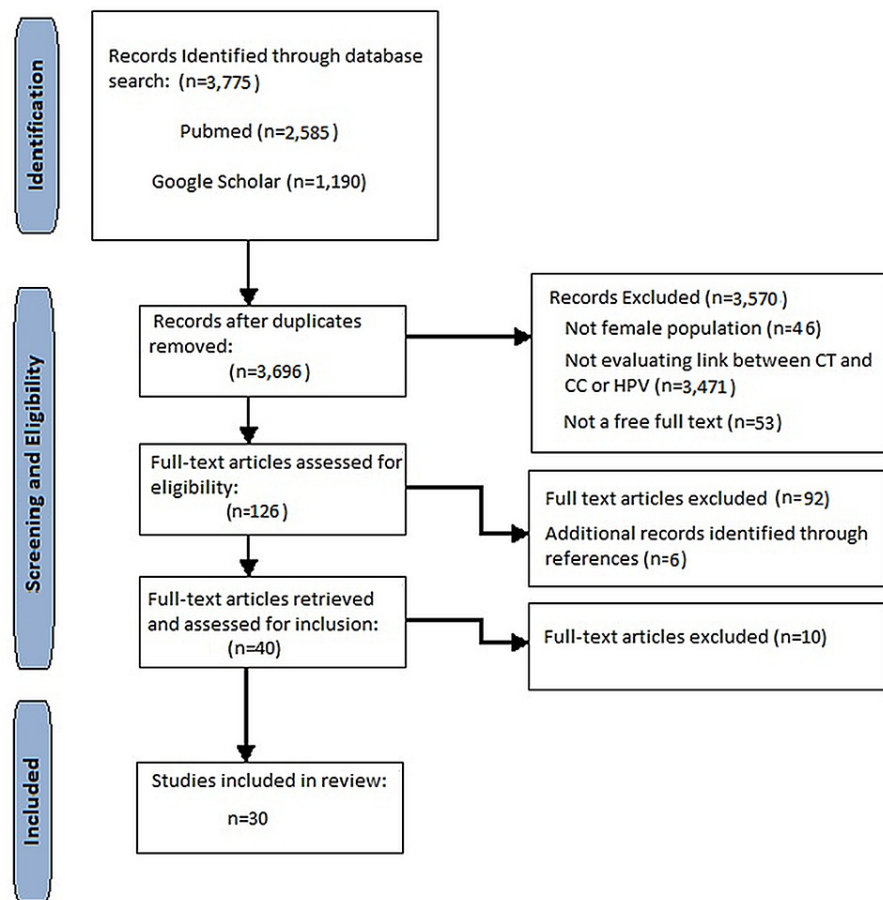 Identification
Records Identified through database
search: (n=3,775)
Pubmed (n=2,585)
Google Scholar (n=1,190)
Screening and Eligibility
Records after duplicates
removed:
(n=3,696)
Records Excluded (n=3,570)
Not female population (n=46)
Not evaluating link between CT and
CC or HPV (n=3,471)
Not a free full text (n=53)
Full-text articles assessed for
eligibility:
(n=126)
Full text articles excluded (n=92)
Additional records identified through
references (n=6)
Full-text articles retrieved
and assessed for inclusion:
(n=40)
Full-text articles excluded (n=10)
Included
Studies included in review:
n=30